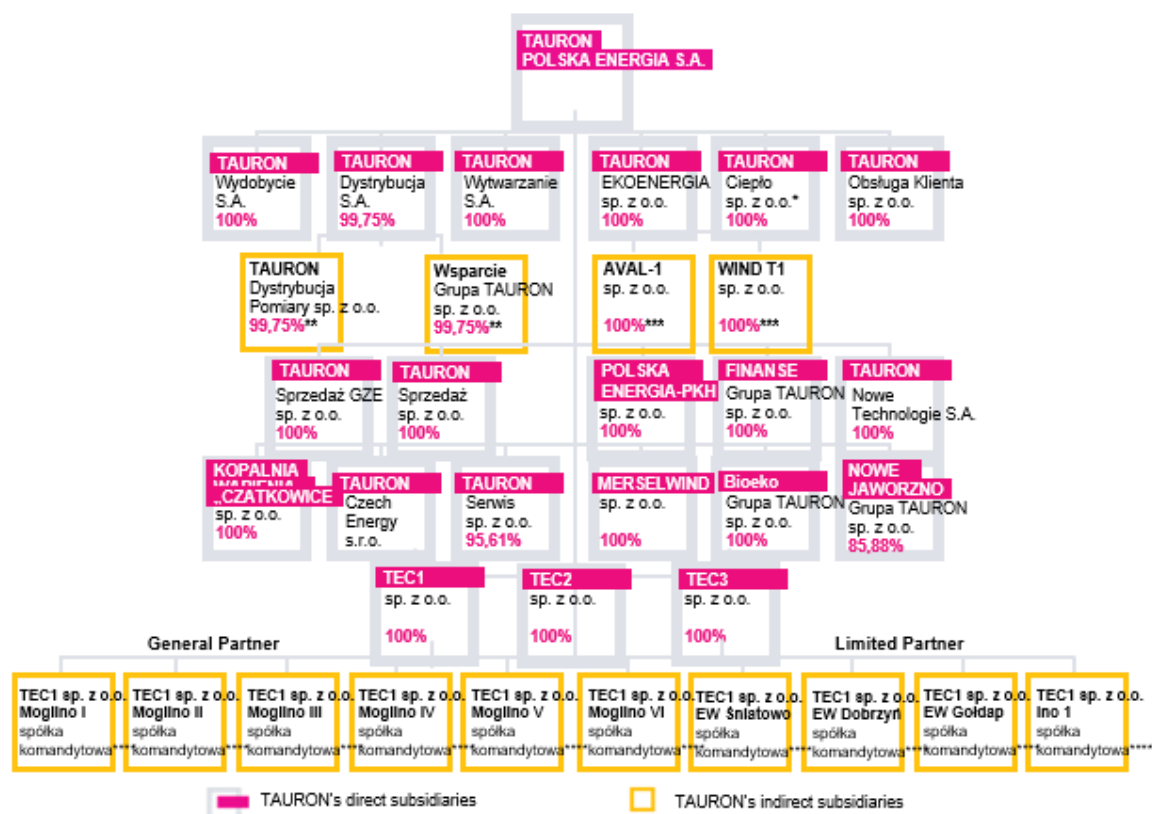 TAURON
POLSKA ENERGIA S.A.
TAURON
Wydobycie
S.A.
100%
TAURON
Dystrybucja
S.A.
99,75%
TAURON
Wytwarzanie
S.A.
100%
TAURON
EKOENERGIA
sp. z o.o.
100%
TAURON
Ciepło
sp. z o.o.*
100%
TAURON
Obsługa Klienta
sp. z o.o.
100%
TAURON
Dystrybucja
Pomiary sp. z o.o.
99,75%**
Wsparcie
Grupa TAURON
sp. z o.o.
99,75%**
AVAL-1
sp. z o.o.
100%***
WIND T1
sp. z o.o.
100%***
TAURON
Sprzedaż GZE
sp. z o.o.
100%
TAURON
Sprzedaż
sp. z o.o.
100%
POLSKA
ENERGIA-PKH
sp. z o.o.
100%
FINANSE
Grupa TAURON
sp. z o.o.
100%
TAURON
Nowe
Technologie S.A.
100%
KOPALNIA
WAPIENIA
„CZATKOWICE
sp. z o.o.
100%
TAURON
Czech
Energy
s.r.o.
TAURON
Serwis
sp. z o.o.
95,61%
MERSELWIND
sp. z o.o.
100%
Bioeko
Grupa TAURON
sp. z o.o.
100%
NOWE
JAWORZNO
Grupa TAURON
sp. z o.o.
85,88%
TEC1
sp. z o.o.
100%
TEC2
sp. z o.o.
100%
TEC3
sp. z o.o.
100%
General Partner
Limited Partner
TEC1 sp. z o.o.
Moglino I
spółka
komandytowa****
TEC1 sp. z o.o.
Moglino II
spółka
komandytowa****
TEC1 sp. z o.o.
Moglino III
spółka
komandytowa****
TEC1 sp. z o.o.
Moglino IV
spółka
komandytowa****
TEC1 sp. z o.o.
Moglino V
spółka
komandytowa****
TEC1 sp. z o.o.
Moglino VI
spółka
komandytowa****
TEC1 sp. z o.o.
EW Śniatowo
spółka
komandytowa****
TEC1 sp. z o.o.
EW Dobrzyń
spółka
komandytowa****
TEC1 sp. z o.o.
EW Gołdap
spółka
komandytowa****
TEC1 sp. z o.o.
Ino 1
spółka
komandytowa****
TAURON's direct subsidiaries
TAURON's indirect subsidiaries